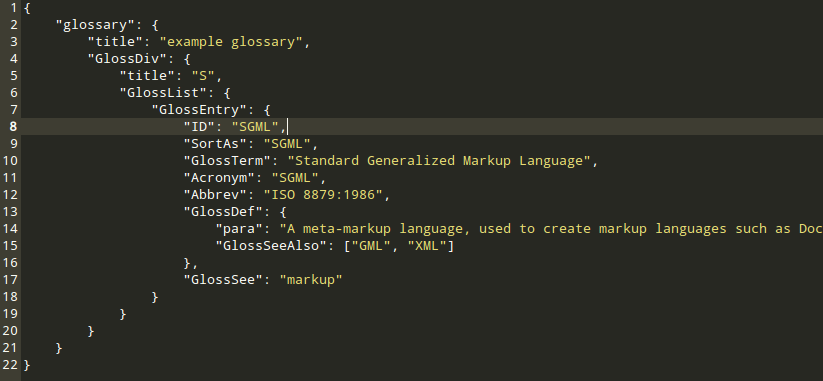 1 {
2     "glossary": {
3         "title": "example glossary",
4         "GlossDiv": {
5             "title": "S",
6             "GlossList": {
7                 "GlossEntry": {
8                     "ID": "SGML",
9                     "SortAs": "SGML",
10                     "GlossTerm": "Standard Generalized Markup Language",
11                     "Acronym": "SGML",
12                     "Abbrev": "ISO 8879:1986",
13                     "GlossDef": {
14                         "para": "A meta-markup language, used to create markup languages such as Doc
15                         "GlossSeeAlso": ["GML", "XML"]
16                     },
17                     "GlossSee": "markup"
18                 }
19             }
20         }
21     }
22 }